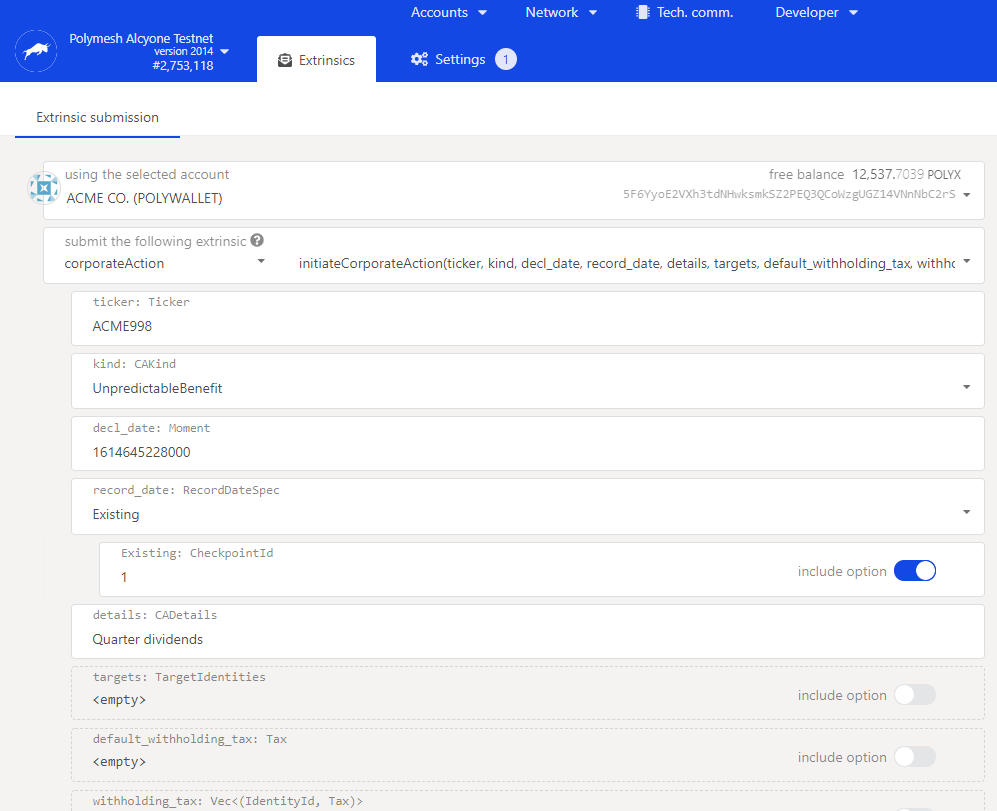 Accounts
Network
Tech. comm.
Developer
Polymesh Alcyone Testnet
version 2014
#2,753,118
Extrinsics
Settings
1
Extrinsic submission
using the selected account
free balance 12,537.7039 POLYX
ACME CO. (POLYWALLET)
5F6YyoE2VXh3tdNHwksmkSZ2PEQ3QCoWzgUGZ14VNnNbC2rS
submit the following extrinsic ?
corporateAction
initiateCorporateAction(ticker, kind, decl_date, record_date, details, targets, default_withholding_tax, withhc
ticker: Ticker
ACME998
kind: CAKind
UnpredictableBenefit
decl_date: Moment
1614645228000
record_date: RecordDateSpec
Existing
Existing: CheckpointId
1
include option
details: CADetails
Quarter dividends
targets: TargetIdentities
<empty>
include option
default_withholding_tax: Tax
<empty>
include option
withholding_tax: Vec<(IdentityId, Tax)>